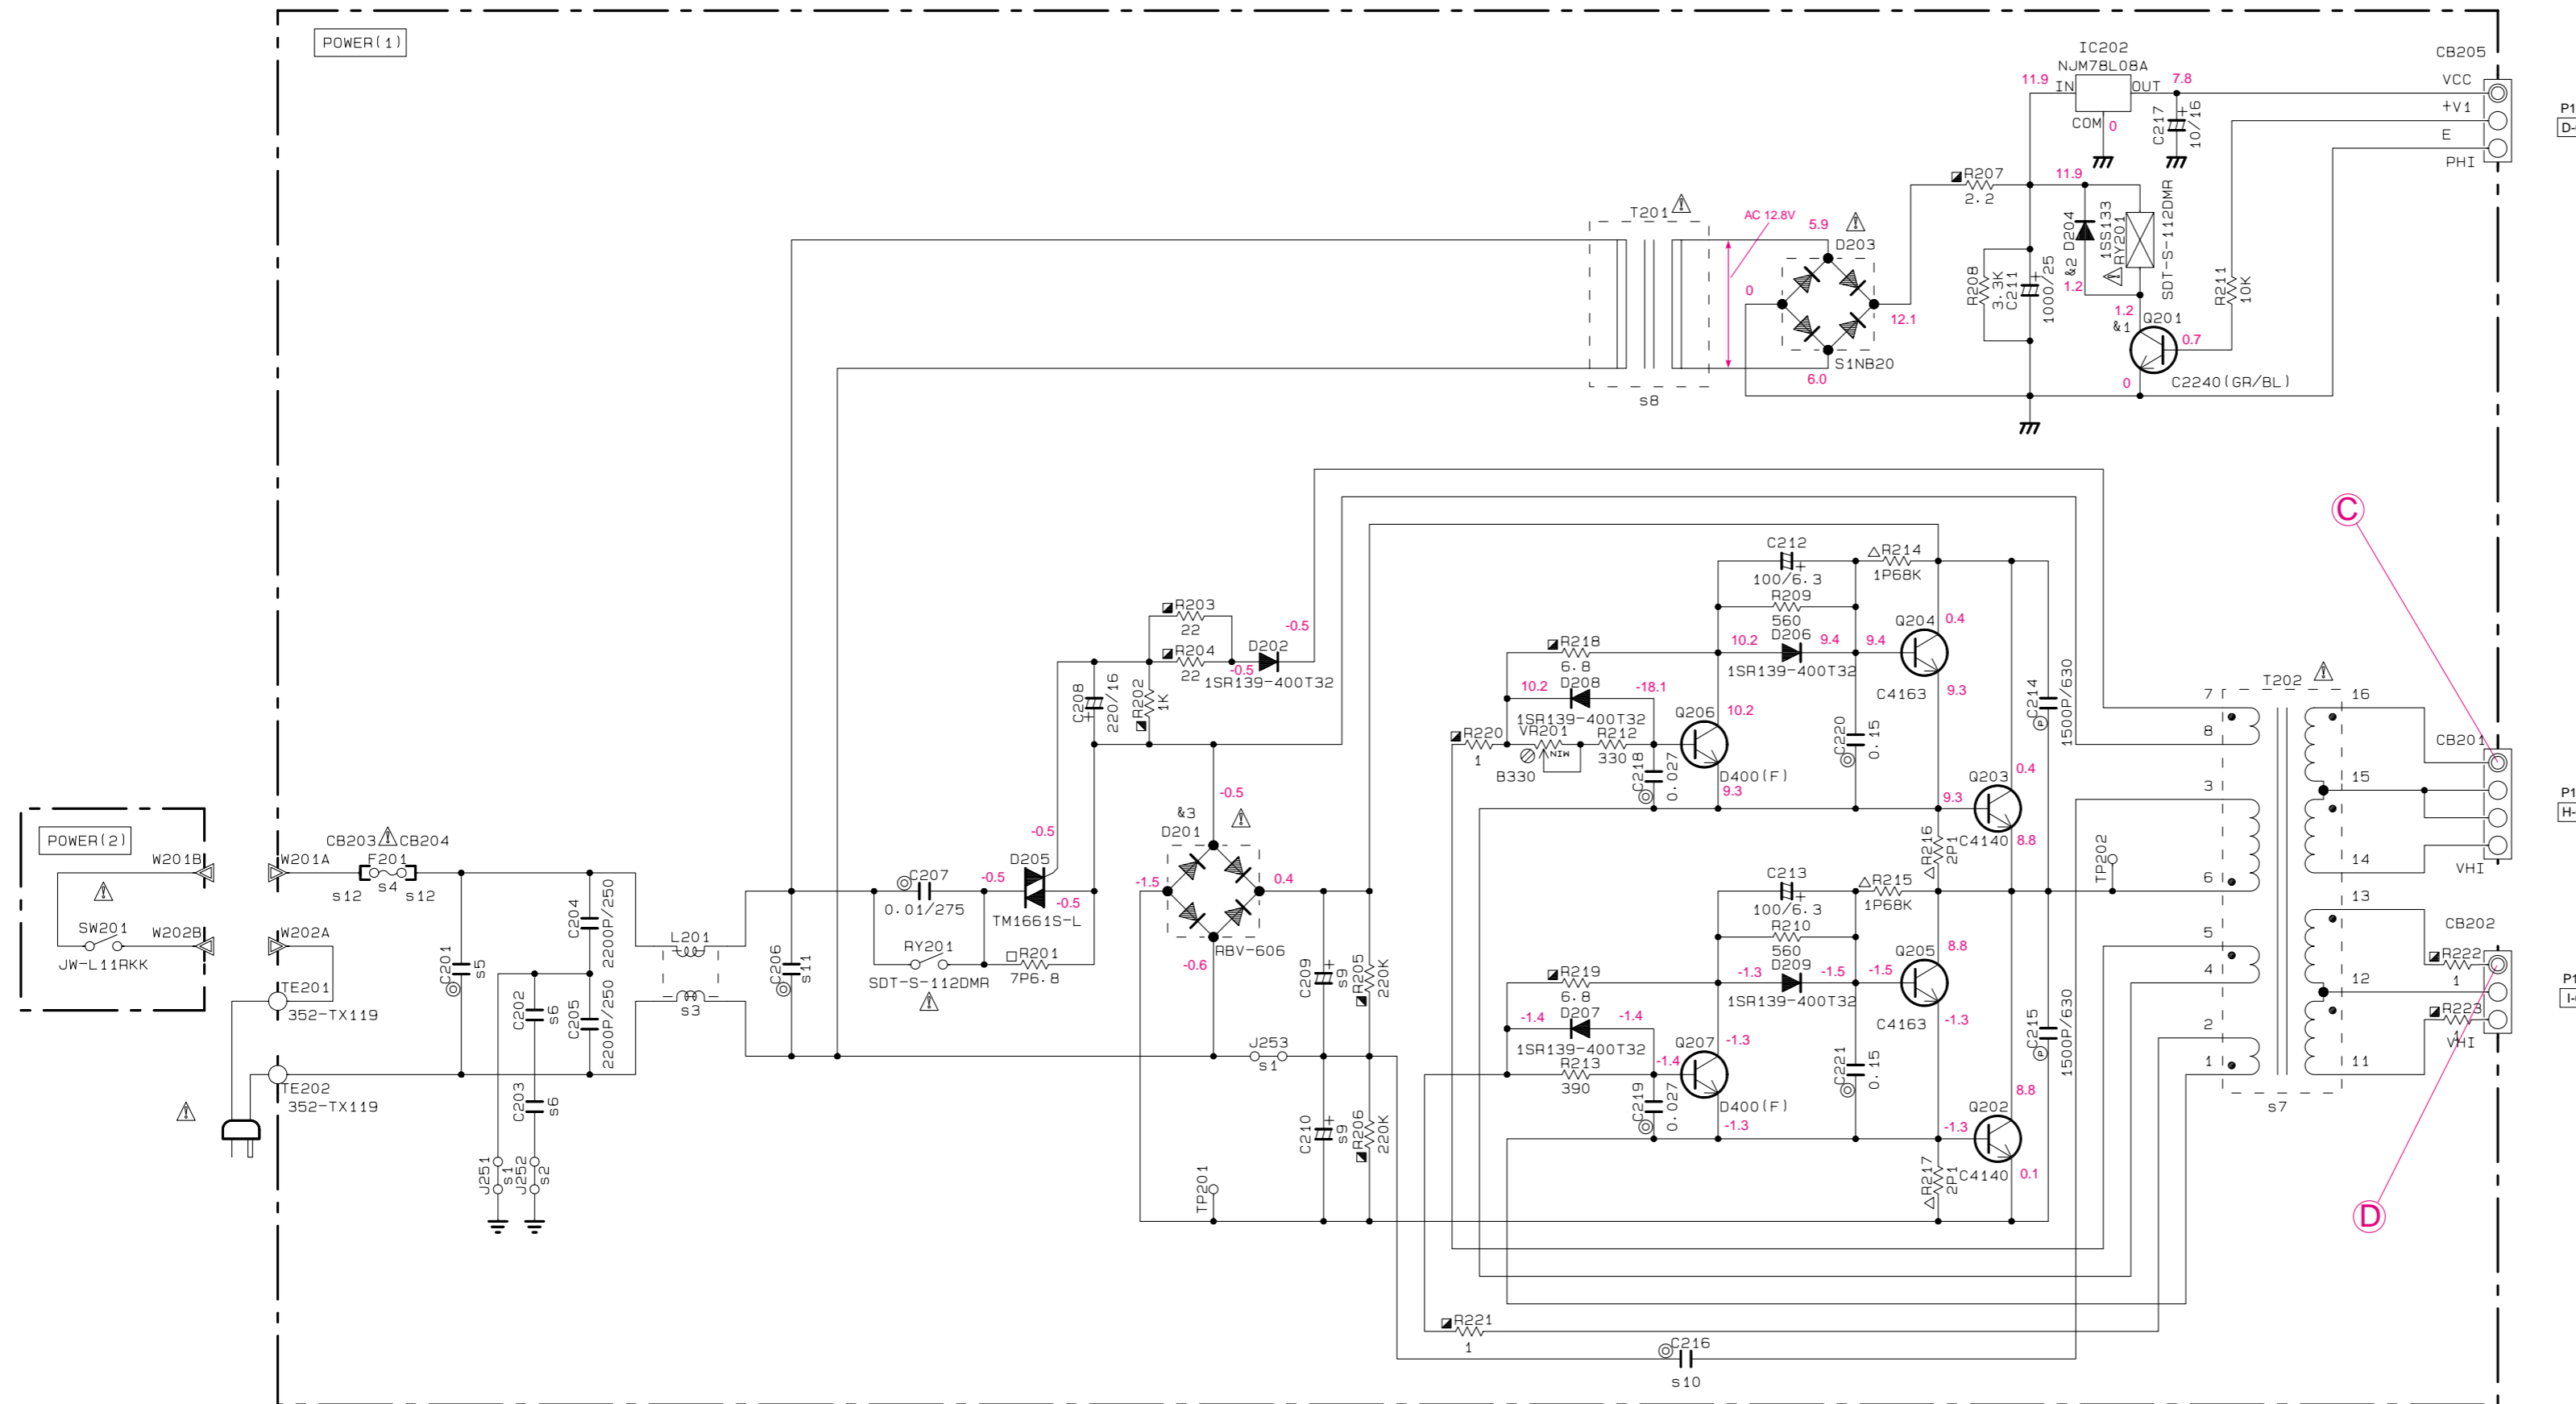 POWER(1)
IC202
NJM78L08A
11.9
IN
OUT
7.8
COM
0
C217
10/16
CB205
VCC
+V1
E
PHI
P1
D-
R207
2.2
11.9
D204
&2
1SS133
RY201
SDT-S-112DMR
1.2
R208
3.3K
C211
1000/25
+
R211
10K
1.2
&1
Q201
0.7
0
C2240(GR/BL)
T201
AC 12.8V
5.9
D203
0
12.1
S1NB20
6.0
s8
C
R203
22
R204
22
D202
-0.5
-0.5
1SR139-400T32
C208
220/16
R202
1K
C212
100/6.3
R214
1P68K
R209
560
10.2
D206
9.4
9.4
1SR139-400T32
Q204
0.4
C4163
9.3
R218
6.8
10.2
D208
-18.1
1SR139-400T32
Q206
10.2
R220
1
VR201
MIN
B330
R212
330
C218
0.027
D400(F)
9.3
C220
0.15
9.3
Q203
0.4
C4140
8.8
C214
1500P/630
R216
2P1
T202
7
8
3
6
5
4
2
1
16
15
14
13
12
11
s7
CB201
VHI
P1
H-
CB202
R222
1
R223
1
VHI
P1
I-
TP202
POWER(2)
W201B
W201A
CB203
CB204
F201
s12
s4
s12
SW201
JW-L11RKK
W202B
W202A
TE201
352-TX119
TE202
352-TX119
C201
s5
C202
s6
C203
s6
C204
2200P/250
C205
2200P/250
J251
s1
J252
s2
L201
s3
C206
s11
C207
0.01/275
RY201
SDT-S-112DMR
-0.5
D205
-0.5
-0.5
TM1661S-L
R201
7P6.8
-0.5
&3
D201
-1.5
0.4
RBV-606
-0.6
J253
s1
C209
s9
R205
220K
C210
s9
R206
220K
TP201
C213
100/6.3
R215
1P68K
R210
560
-1.3
D209
-1.5
-1.5
1SR139-400T32
Q205
8.8
C4163
-1.3
R219
6.8
-1.4
D207
-1.4
1SR139-400T32
R213
390
-1.4
Q207
-1.3
C219
0.027
D400(F)
-1.3
C221
0.15
-1.3
Q202
8.8
C4140
0.1
C215
1500P/630
R217
2P1
D
R221
1
C216
s10